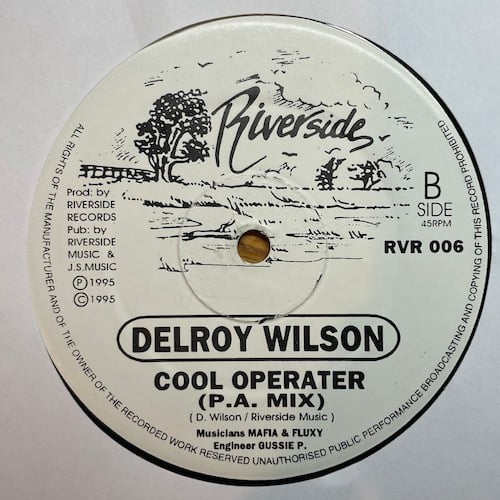 Riverside
Prod: by
RIVERSIDE
RECORDS
Pub: by
RIVERSIDE
MUSIC &
J.S.MUSIC
Ⓟ 1995
© 1995
B
SIDE
45RPM
RVR 006
DELROY WILSON
COOL OPERATER
(P.A. MIX)
( D. Wilson / Riverside Music )
Musicians MAFIA & FLUXY
Engineer GUSSIE P.
ALL RIGHTS OF THE MANUFACTURER AND OF THE OWNER OF THE RECORDED WORK RESERVED UNAUTHORISED PUBLIC PERFORMANCE BROADCASTING AND COPYING OF THIS RECORD PROHIBITED